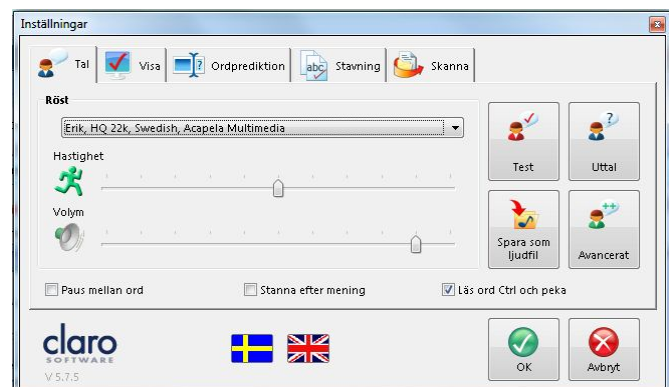 Inställningar
Tal
Visa
Ordprediktion
abc
Stavning
Skanna
Röst
Erik, HQ 22k, Swedish, Acapela Multimedia
Hastighet
Volym
Test
Uttal
Spara som
ljudfil
Avancerat
Paus mellan ord
Stanna efter mening
Läs ord Ctrl och peka
claro
SOFTWARE
V 5.7.5
OK
Avbryt